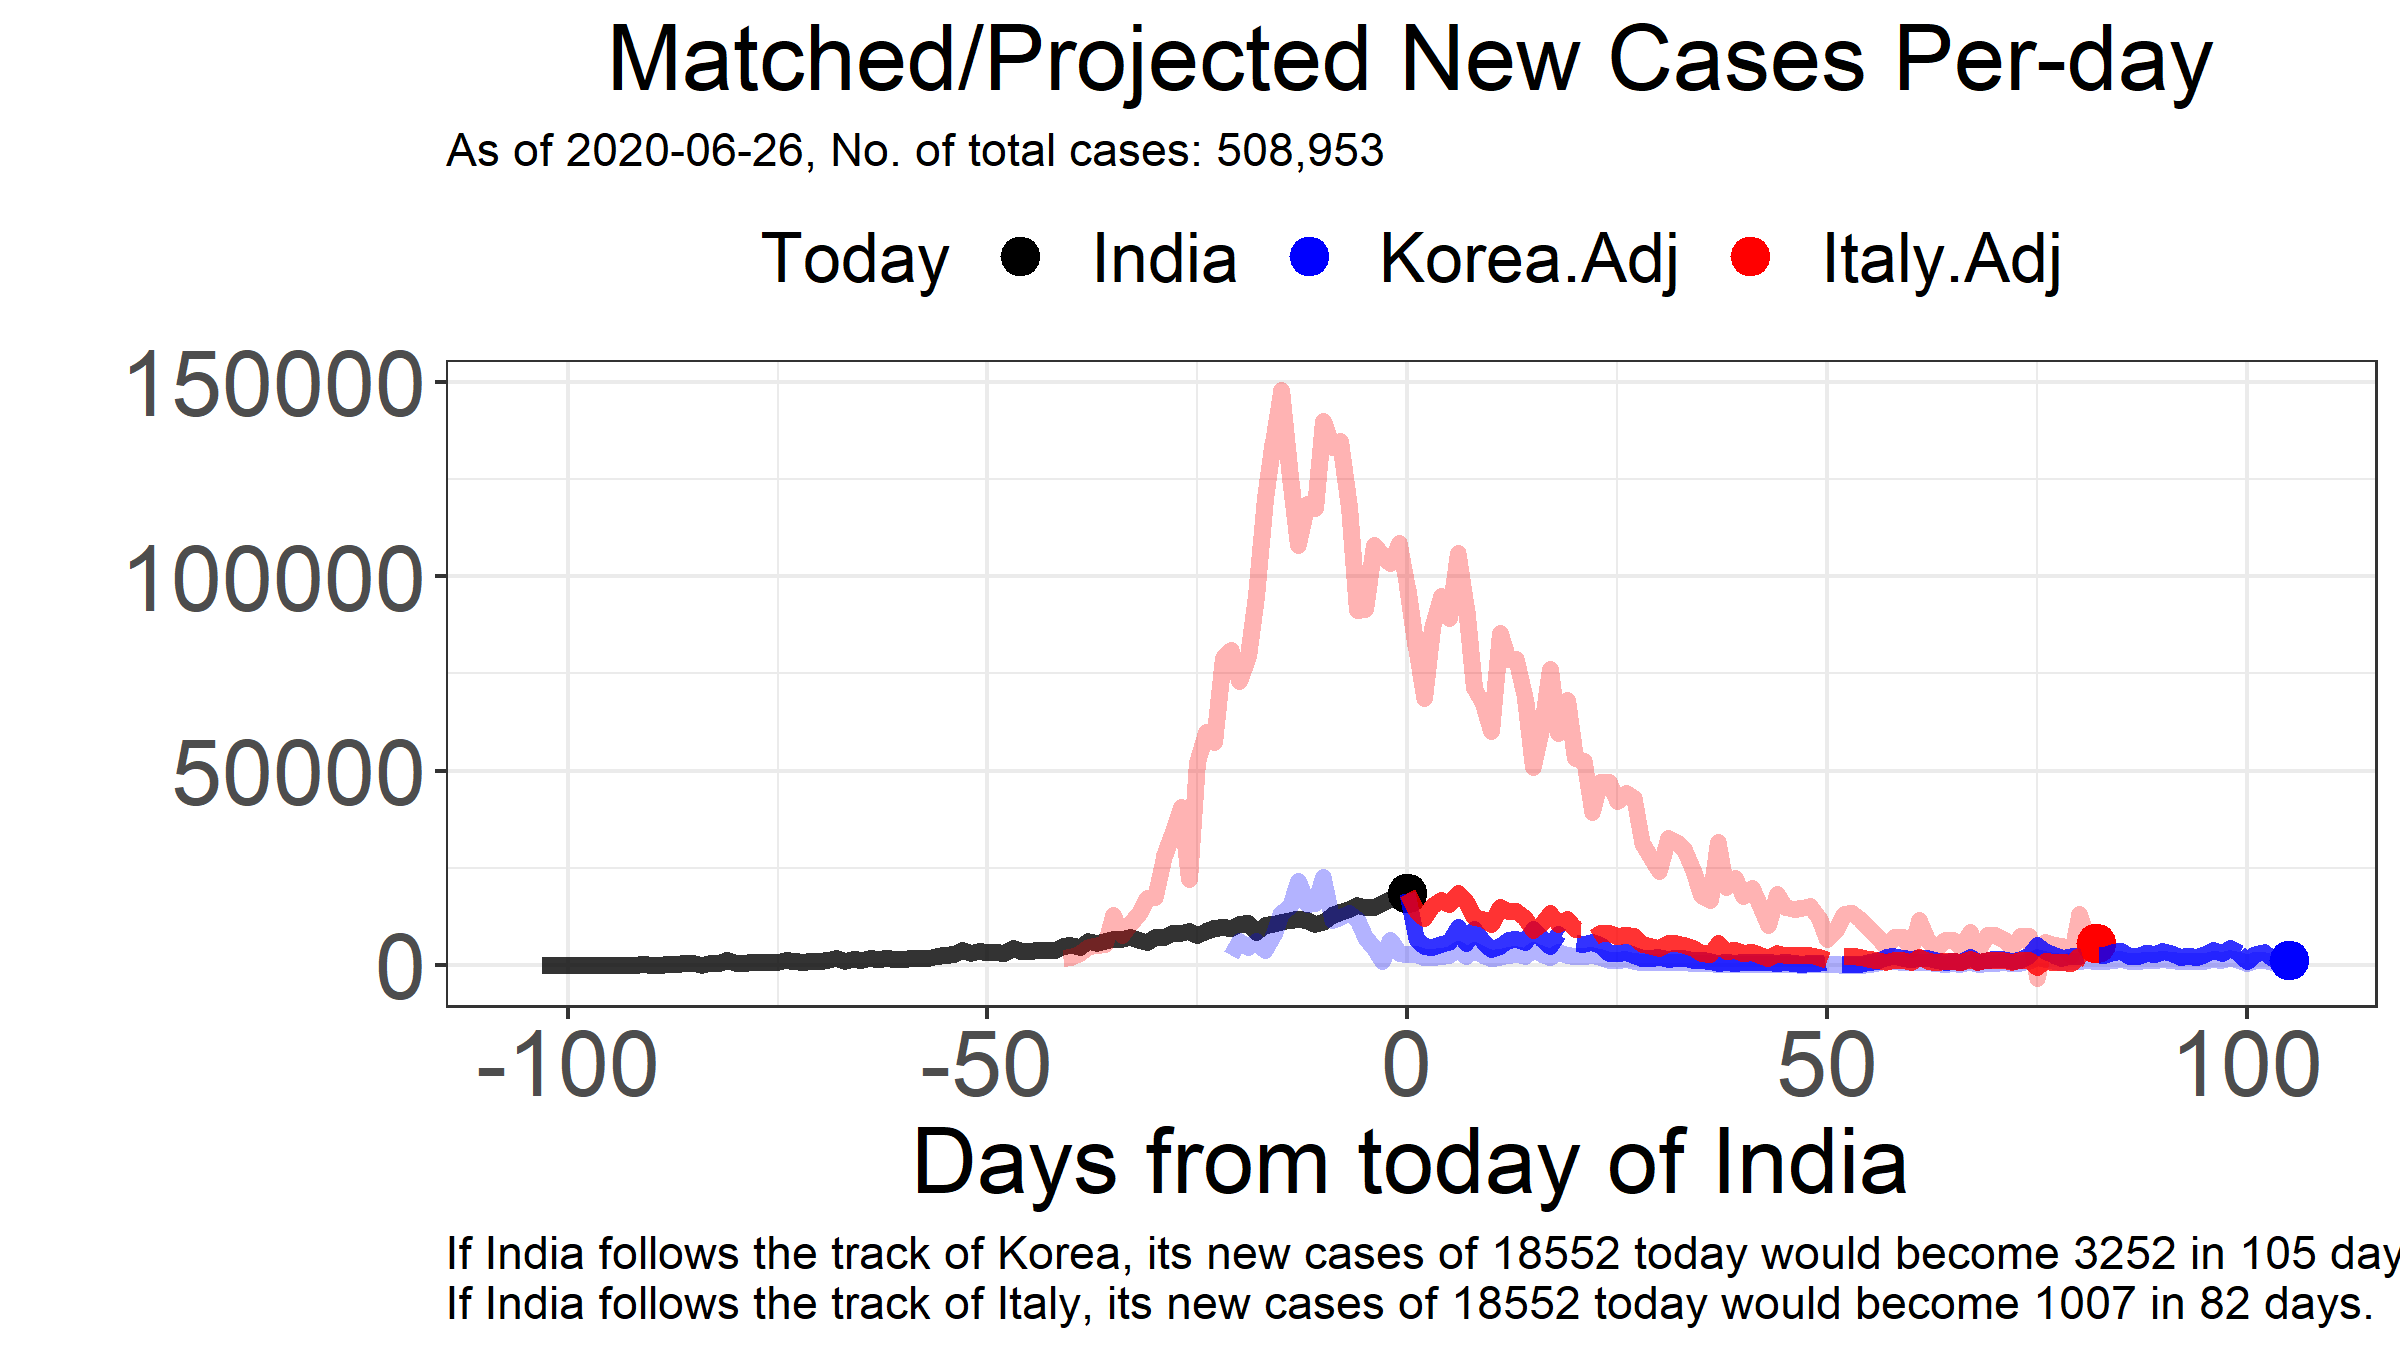 Matched/Projected New Cases Per-day
As of 2020-06-26, No. of total cases: 508,953
Today India Korea.Adj Italy.Adj
150000
100000
50000
0
-100 -50 0 50 100
Days from today of India
If India follows the track of Korea, its new cases of 18552 today would become 3252 in 105 day
If India follows the track of Italy, its new cases of 18552 today would become 1007 in 82 days.